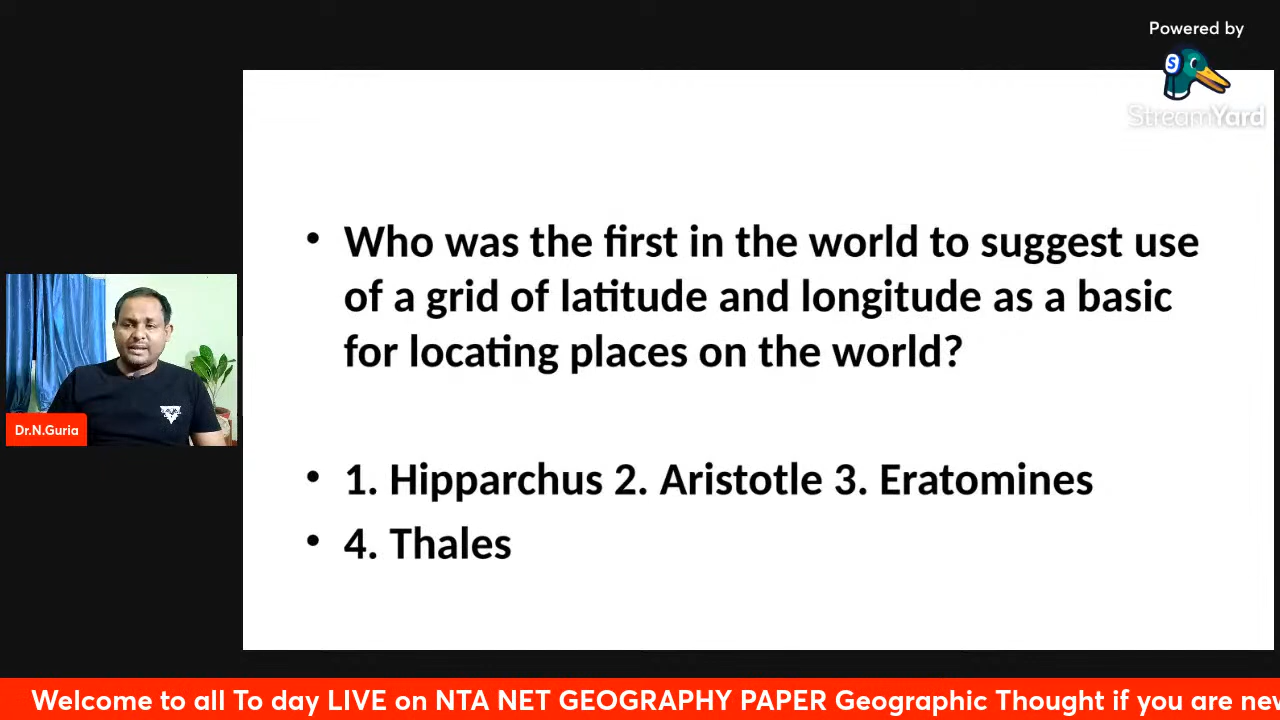 Powered by
StreamYard
• Who was the first in the world to suggest use
of a grid of latitude and longitude as a basic
for locating places on the world?
• 1. Hipparchus 2. Aristotle 3. Eratomines
• 4. Thales
Dr.N.Guria
Welcome to all To day LIVE on NTA NET GEOGRAPHY PAPER Geographic Thought if you are